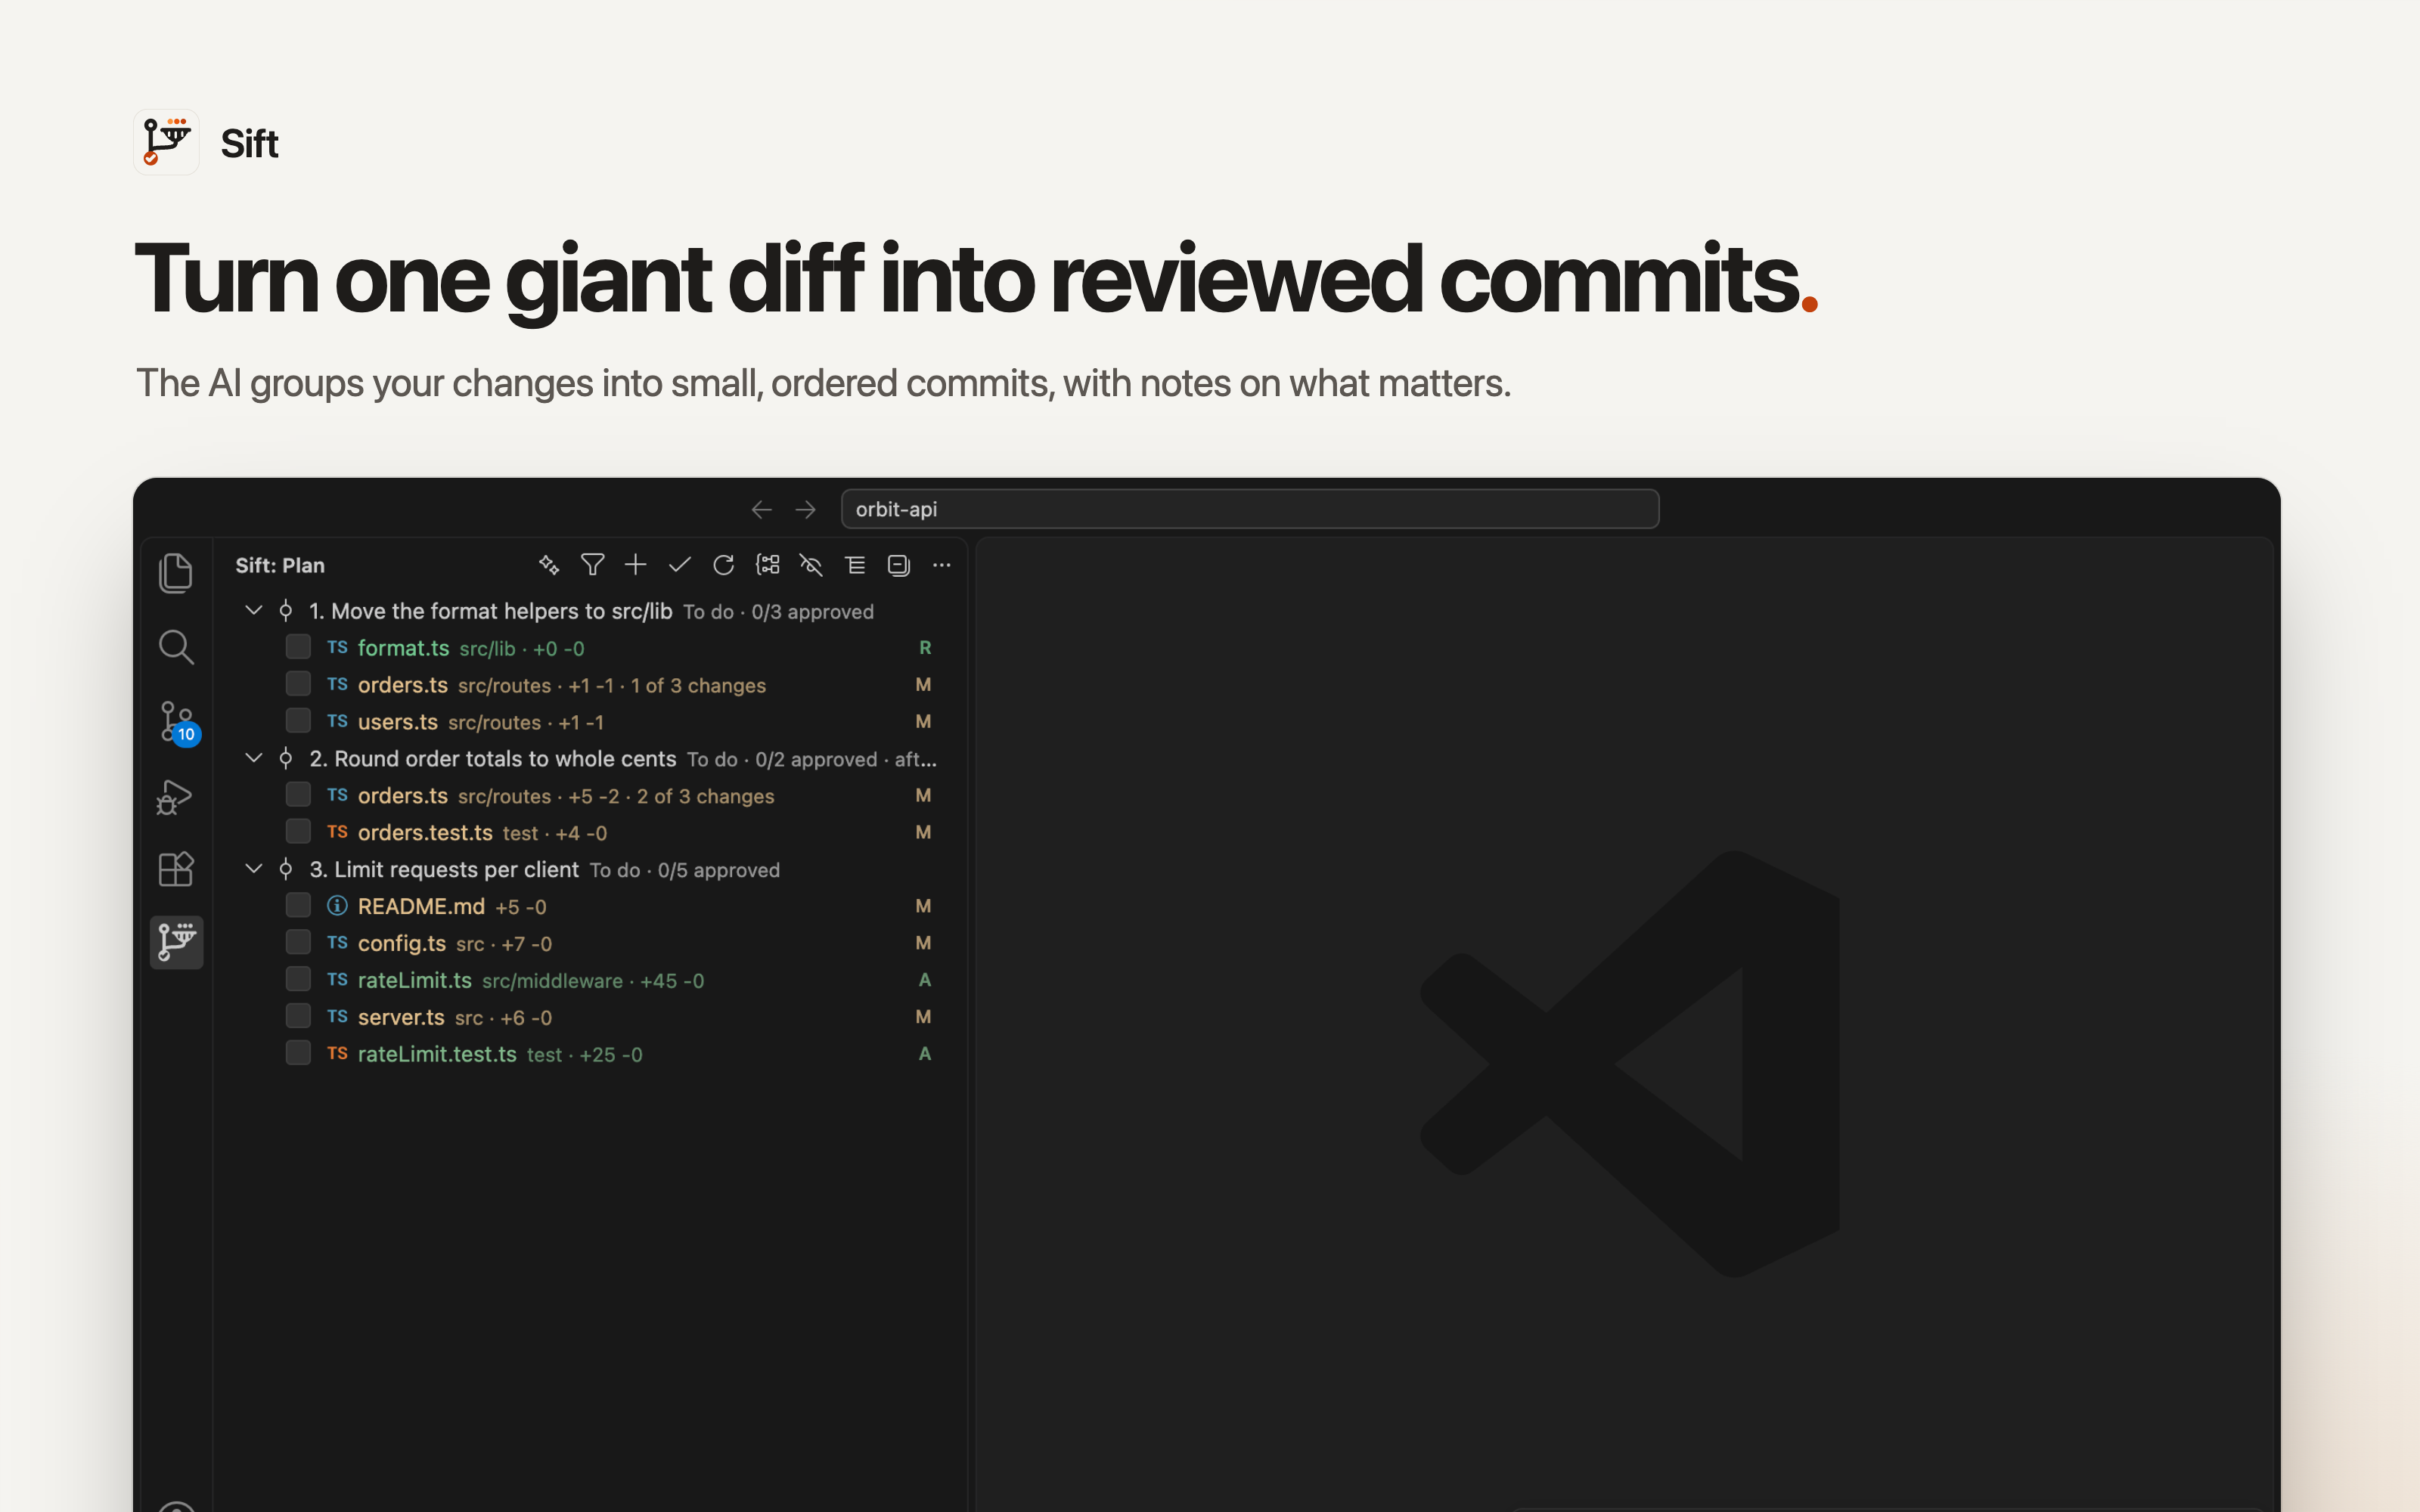 Sift
Turn one giant diff into reviewed commits.
The AI groups your changes into small, ordered commits, with notes on what matters.
orbit-api
Sift: Plan
1. Move the format helpers to src/lib To do · 0/3 approved
TS format.ts src/lib · +0 -0 R
TS orders.ts src/routes · +1 -1 · 1 of 3 changes M
TS users.ts src/routes · +1 -1 M
10
2. Round order totals to whole cents To do · 0/2 approved · aft...
TS orders.ts src/routes · +5 -2 · 2 of 3 changes M
TS orders.test.ts test · +4 -0 M
3. Limit requests per client To do · 0/5 approved
README.md +5 -0 M
TS config.ts src · +7 -0 M
TS rateLimit.ts src/middleware · +45 -0 A
TS server.ts src · +6 -0 M
TS rateLimit.test.ts test · +25 -0 A